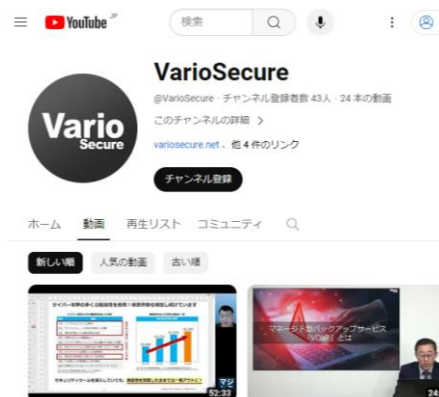 YouTube JP
検索
Vario
Secure
VarioSecure
@VarioSecure · チャンネル登録者数 43人 · 24 本の動画
このチャンネルの詳細
variosecure.net 、他 4 件のリンク
チャンネル登録
ホーム 動画 再生リスト コミュニティ
新しい順 人気の動画 古い順
52:33
マネージド型バックアップサービス
とは